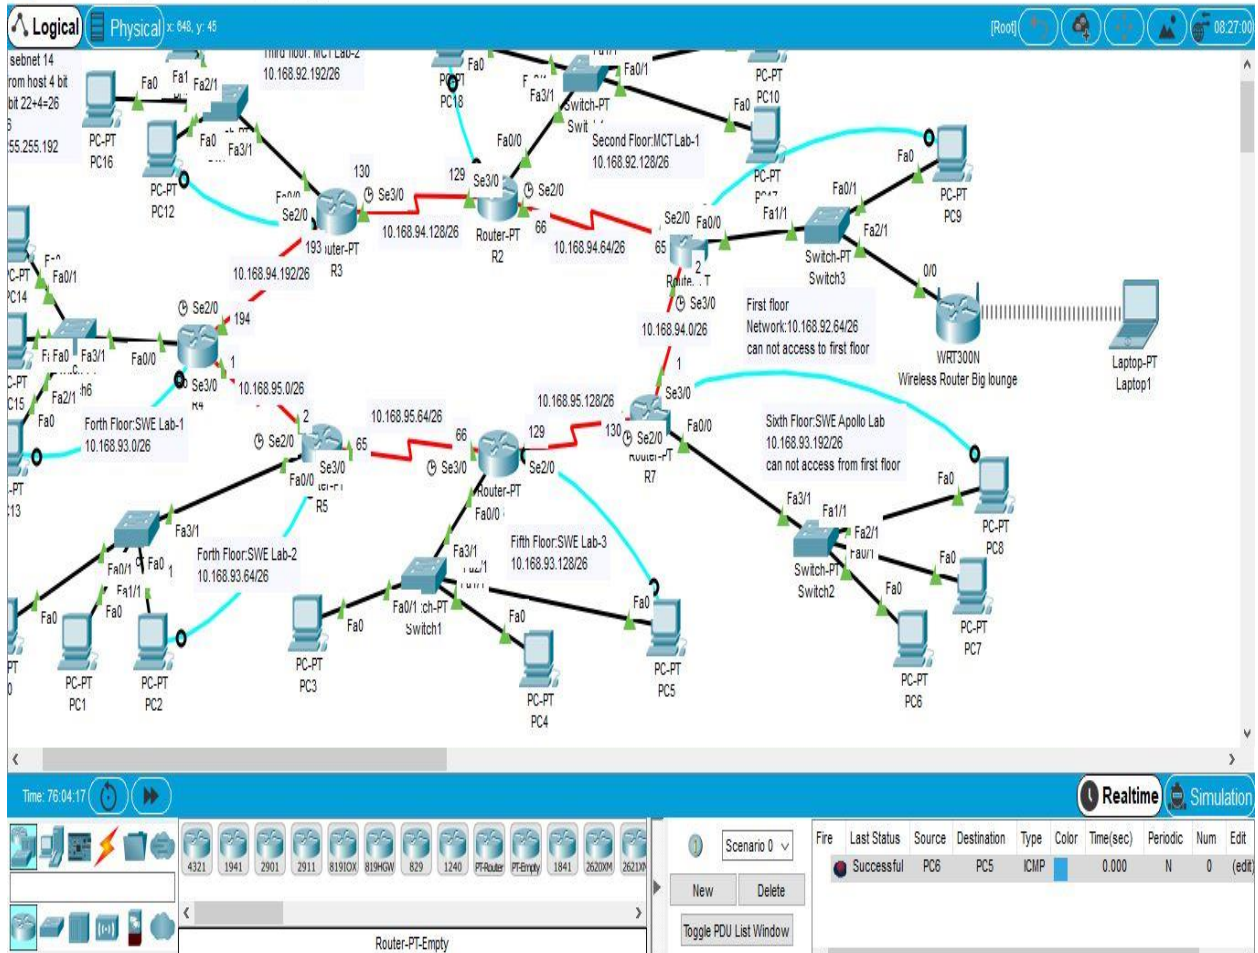 Logical
Physical
x: 648, y: 45
[Root]
08:27:00
sebnet 14
rom host 4 bit
bit 22+4=26
55.255.192
Third floor: MCT Lab-2
10.168.92.192/26
Fa0
Fa2/1
Fa3/1
PC-PT
PC16
PC-PT
PC12
PC18
Fa0
Fa3/1
Fa0/1
Switch-PT
PC-PT
PC10
Fa0
Fa0/0
Second Floor:MCT Lab-1
10.168.92.128/26
130
Se3/0
129
Se3/0
Se2/0
66
Se2/0
193
R3
10.168.94.128/26
Router-PT
R2
10.168.94.64/26
Se2/0
Fa0/0
65
2
Se3/0
Fa1/1
Fa0/1
Fa2/1
Fa0
PC-PT
PC9
Switch-PT
Switch3
0/0
WRT300N
Wireless Router Big lounge
Laptop-PT
Laptop1
First floor
Network:10.168.92.64/26
can not access to first floor
10.168.94.192/26
10.168.94.0/26
Se2/0
194
Fa0/1
Fa0
Fa3/1
Fa0/0
Fa2/1
Fa0
1
Se3/0
R4
10.168.95.0/26
Forth Floor:SWE Lab-1
10.168.93.0/26
2
Se2/0
65
Se3/0
Fa0/0
R5
10.168.95.64/26
66
Se3/0
129
Se2/0
Router-PT
Fa0/0
10.168.95.128/26
130
1
Se3/0
Se2/0
Fa0/0
R7
Sixth Floor:SWE Apollo Lab
10.168.93.192/26
can not access from first floor
Fa3/1
Fa1/1
Fa2/1
Switch-PT
Switch2
PC-PT
PC8
Fa0
PC-PT
PC7
Fa0
PC-PT
PC6
Fa3/1
Fa0/1
Fa0
Fa1/1
Fa0
Forth Floor:SWE Lab-2
10.168.93.64/26
PC-PT
PC1
PC-PT
PC2
Fifth Floor:SWE Lab-3
10.168.93.128/26
Fa3/1
Fa0/1
Switch1
Fa0
PC-PT
PC3
Fa0
PC-PT
PC4
Fa0
PC-PT
PC5
Time: 76:04:17
Realtime
Simulation
4321
1941
2901
2911
819IOX
819HGW
829
1240
PT-Router
PT-Empty
1841
2620XM
Router-PT-Empty
Scenario 0
New
Delete
Toggle PDU List Window
Fire Last Status Source Destination Type Color Time(sec) Periodic Num Edit
Successful PC6 PC5 ICMP 0.000 N 0 (edit)